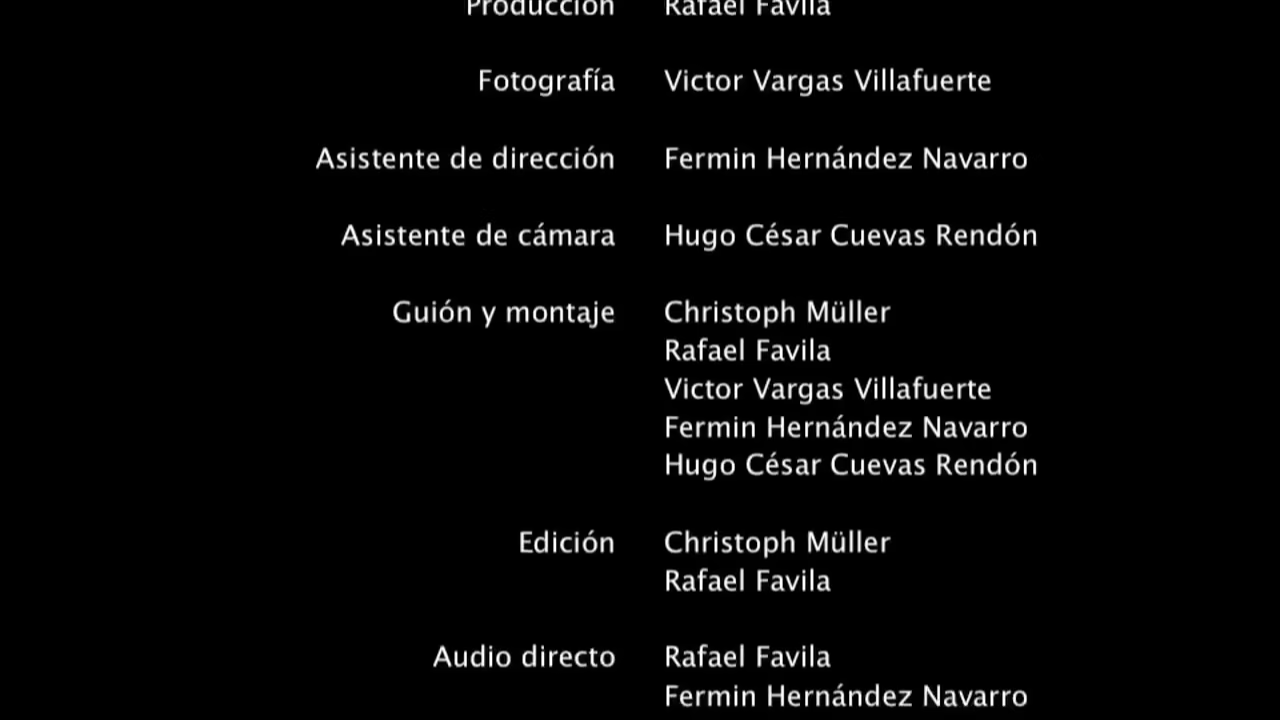 Producción Rafael Favila
Fotografía Victor Vargas Villafuerte
Asistente de dirección Fermin Hernández Navarro
Asistente de cámara Hugo César Cuevas Rendón
Guión y montaje Christoph Müller
Rafael Favila
Victor Vargas Villafuerte
Fermin Hernández Navarro
Hugo César Cuevas Rendón
Edición Christoph Müller
Rafael Favila
Audio directo Rafael Favila
Fermin Hernández Navarro